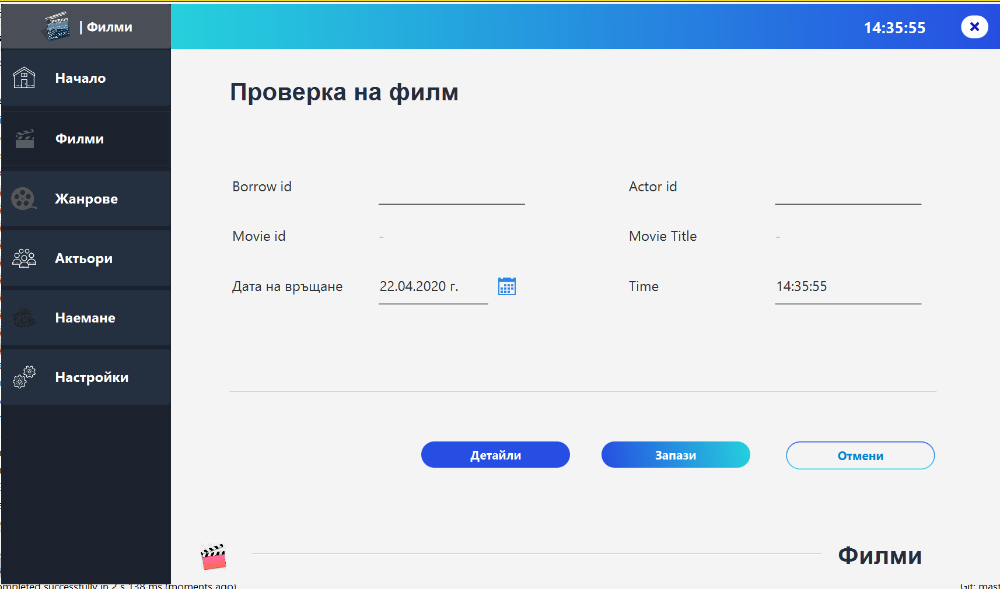 | Филми
14:35:55
Начало
Филми
Жанрове
Актьори
Наемане
Настройки
Проверка на филм
Borrow id
Actor id
Movie id -
Movie Title -
Дата на връщане 22.04.2020 г.
Time 14:35:55
Детайли
Запази
Отмени
Филми
ompleted successfully in 2 s 138 ms (moments ago)
Git: mast